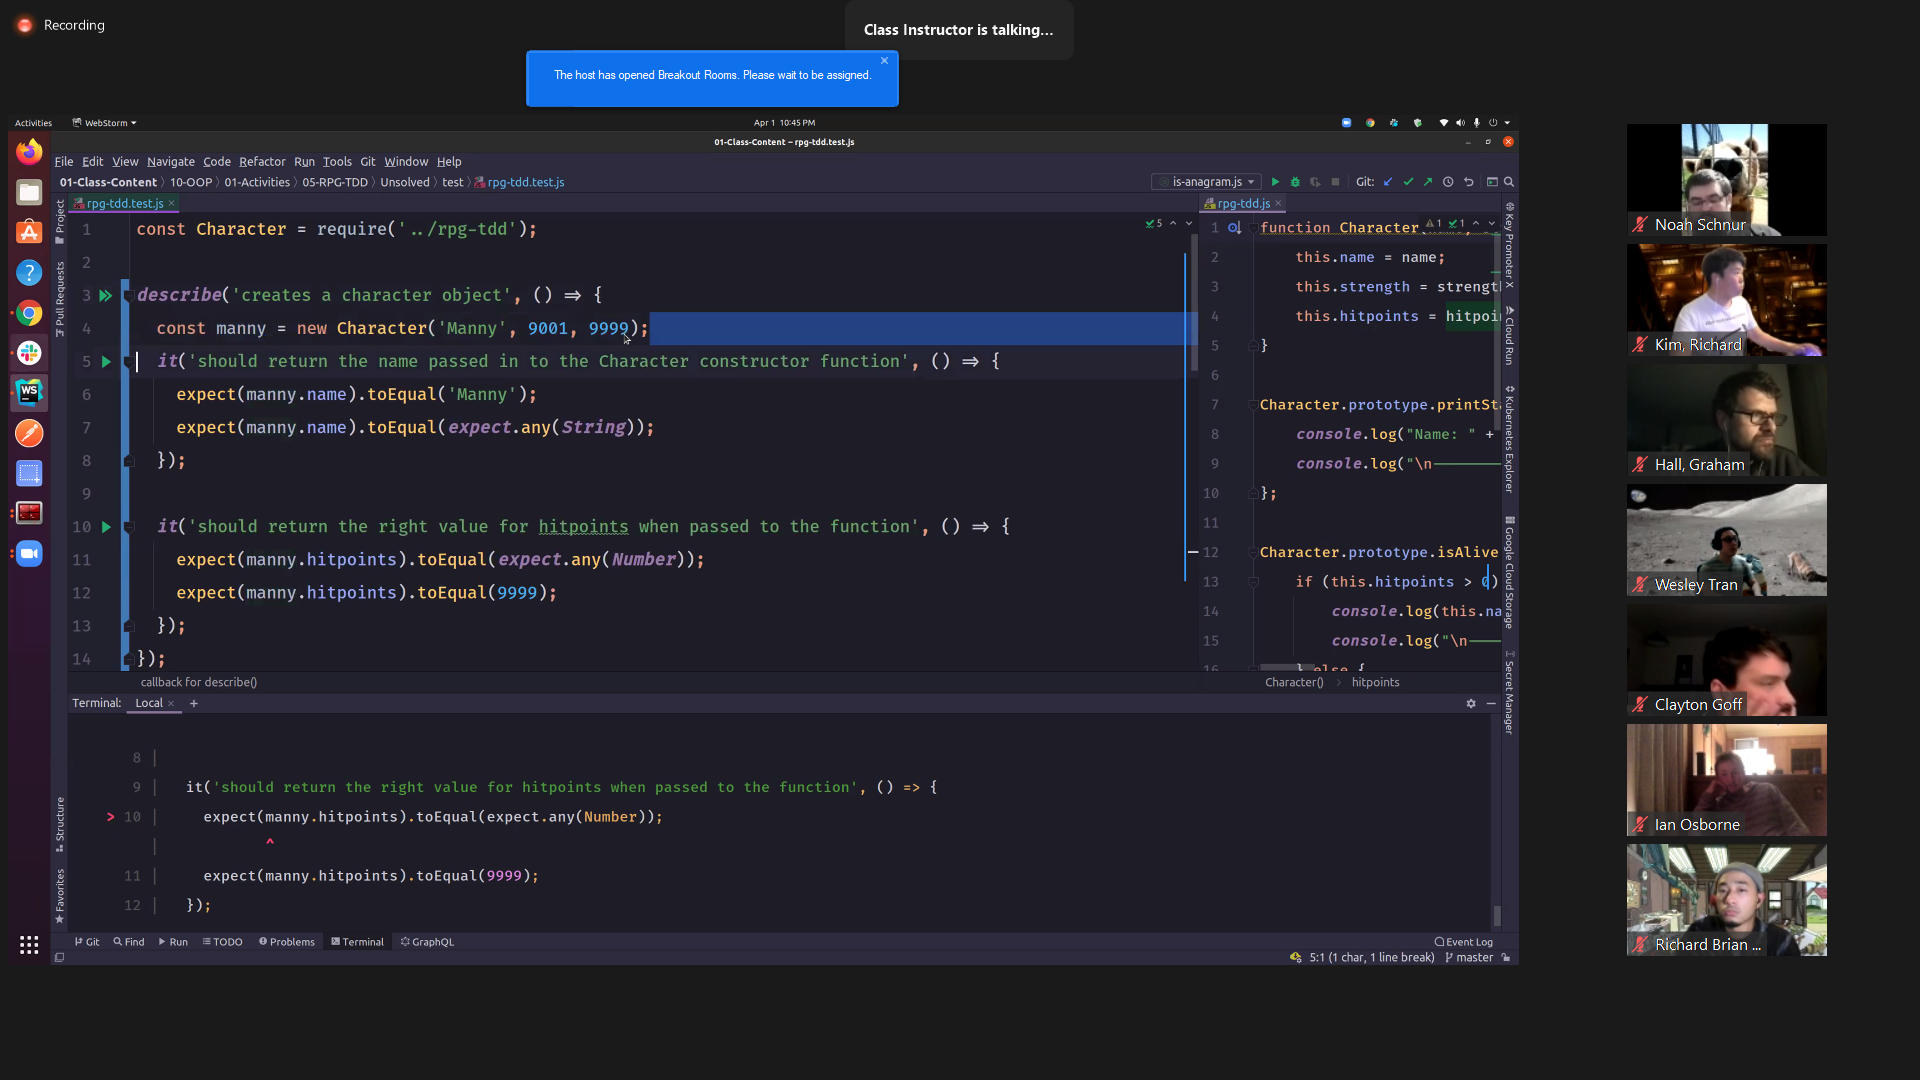 Recording
Class Instructor is talking...
The host has opened Breakout Rooms. Please wait to be assigned.
Activities
WebStorm
Apr 1 10:45 PM
01-Class-Content – rpg-tdd.test.js
File Edit View Navigate Code Refactor Run Tools Git Window Help
01-Class-Content 10-OOP 01-Activities 05-RPG-TDD Unsolved test rpg-tdd.test.js
is-anagram.js
Git:
Project
Pull Requests
Structure
Favorites
rpg-tdd.test.js
5
1 const Character = require('../rpg-tdd');
2
3 describe('creates a character object', () ⇒ {
4 const manny = new Character('Manny', 9001, 9999);
5 it('should return the name passed in to the Character constructor function', () ⇒ {
6 expect(manny.name).toEqual('Manny');
7 expect(manny.name).toEqual(expect.any(String));
8 });
9
10 it('should return the right value for hitpoints when passed to the function', () ⇒ {
11 expect(manny.hitpoints).toEqual(expect.any(Number));
12 expect(manny.hitpoints).toEqual(9999);
13 });
14 });
callback for describe()
rpg-tdd.js
1 1
1 function Character
2 this.name = name;
3 this.strength = strengt
4 this.hitpoints = hitpoi
5 }
6
7 Character.prototype.printSt
8 console.log("Name: " +
9 console.log("\n
10 };
11
12 Character.prototype.isAlive
13 if (this.hitpoints > 0)
14 console.log(this.na
15 console.log("\n
16 } else {
Character() hitpoints
Key Promoter X
Cloud Run
Kubernetes Explorer
Google Cloud Storage
Secret Manager
Terminal: Local
8
9 it('should return the right value for hitpoints when passed to the function', () => {
> 10 expect(manny.hitpoints).toEqual(expect.any(Number));
^
11 expect(manny.hitpoints).toEqual(9999);
12 });
Git Find Run TODO Problems Terminal GraphQL
Event Log
5:1 (1 char, 1 line break) master
Noah Schnur
Kim, Richard
Hall, Graham
Wesley Tran
Clayton Goff
Ian Osborne
Richard Brian ...